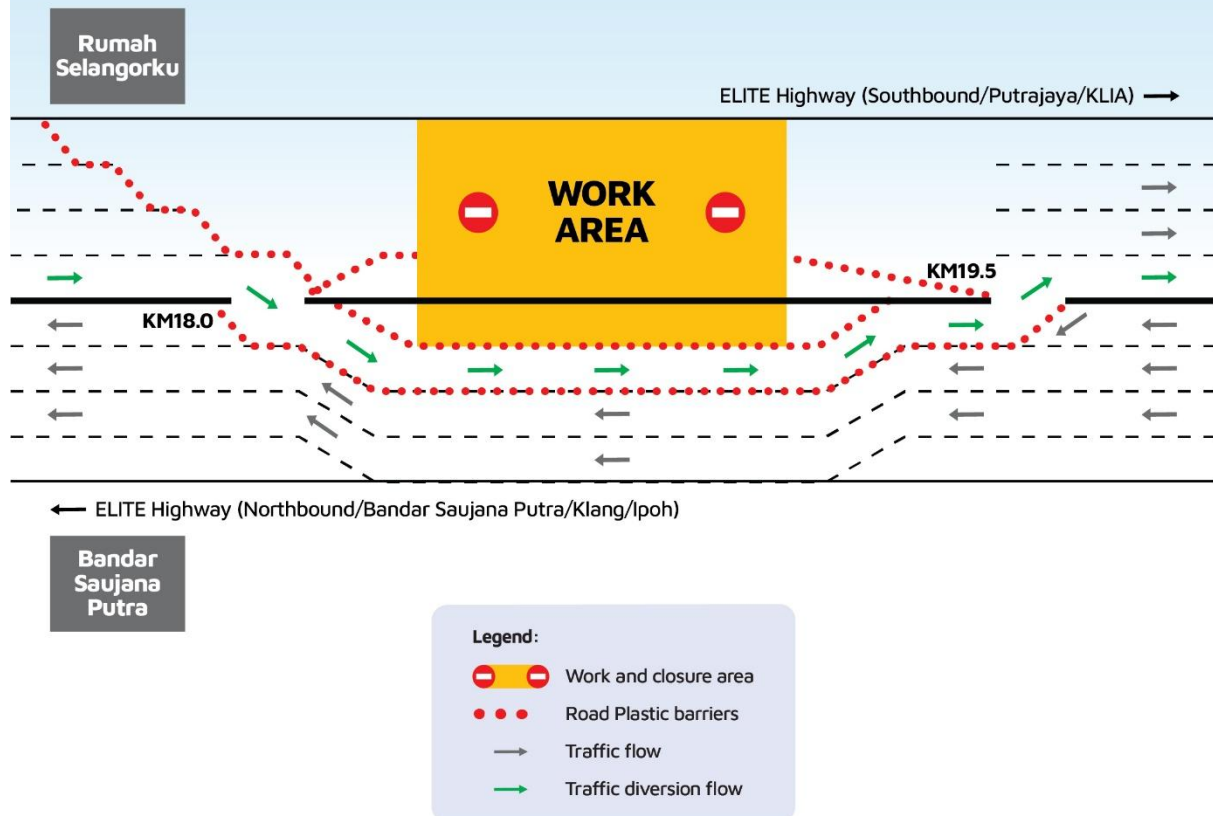 Rumah
Selangorku
ELITE Highway (Southbound/Putrajaya/KLIA)
WORK
AREA
KM19.5
KM18.0
ELITE Highway (Northbound/Bandar Saujana Putra/Klang/Ipoh)
Bandar
Saujana
Putra
Legend:
Work and closure area
Road Plastic barriers
Traffic flow
Traffic diversion flow